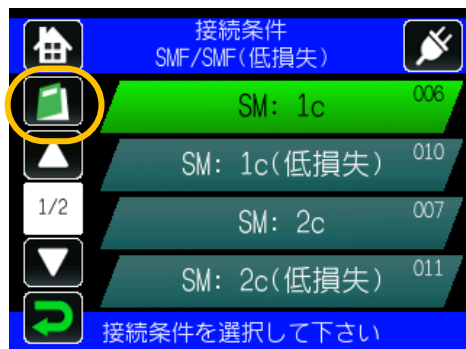 接続条件
SMF/SMF(低損失)
SM: 1c
006
SM: 1c(低損失)
010
1/2
SM: 2c
007
SM: 2c(低損失)
011
接続条件を選択して下さい